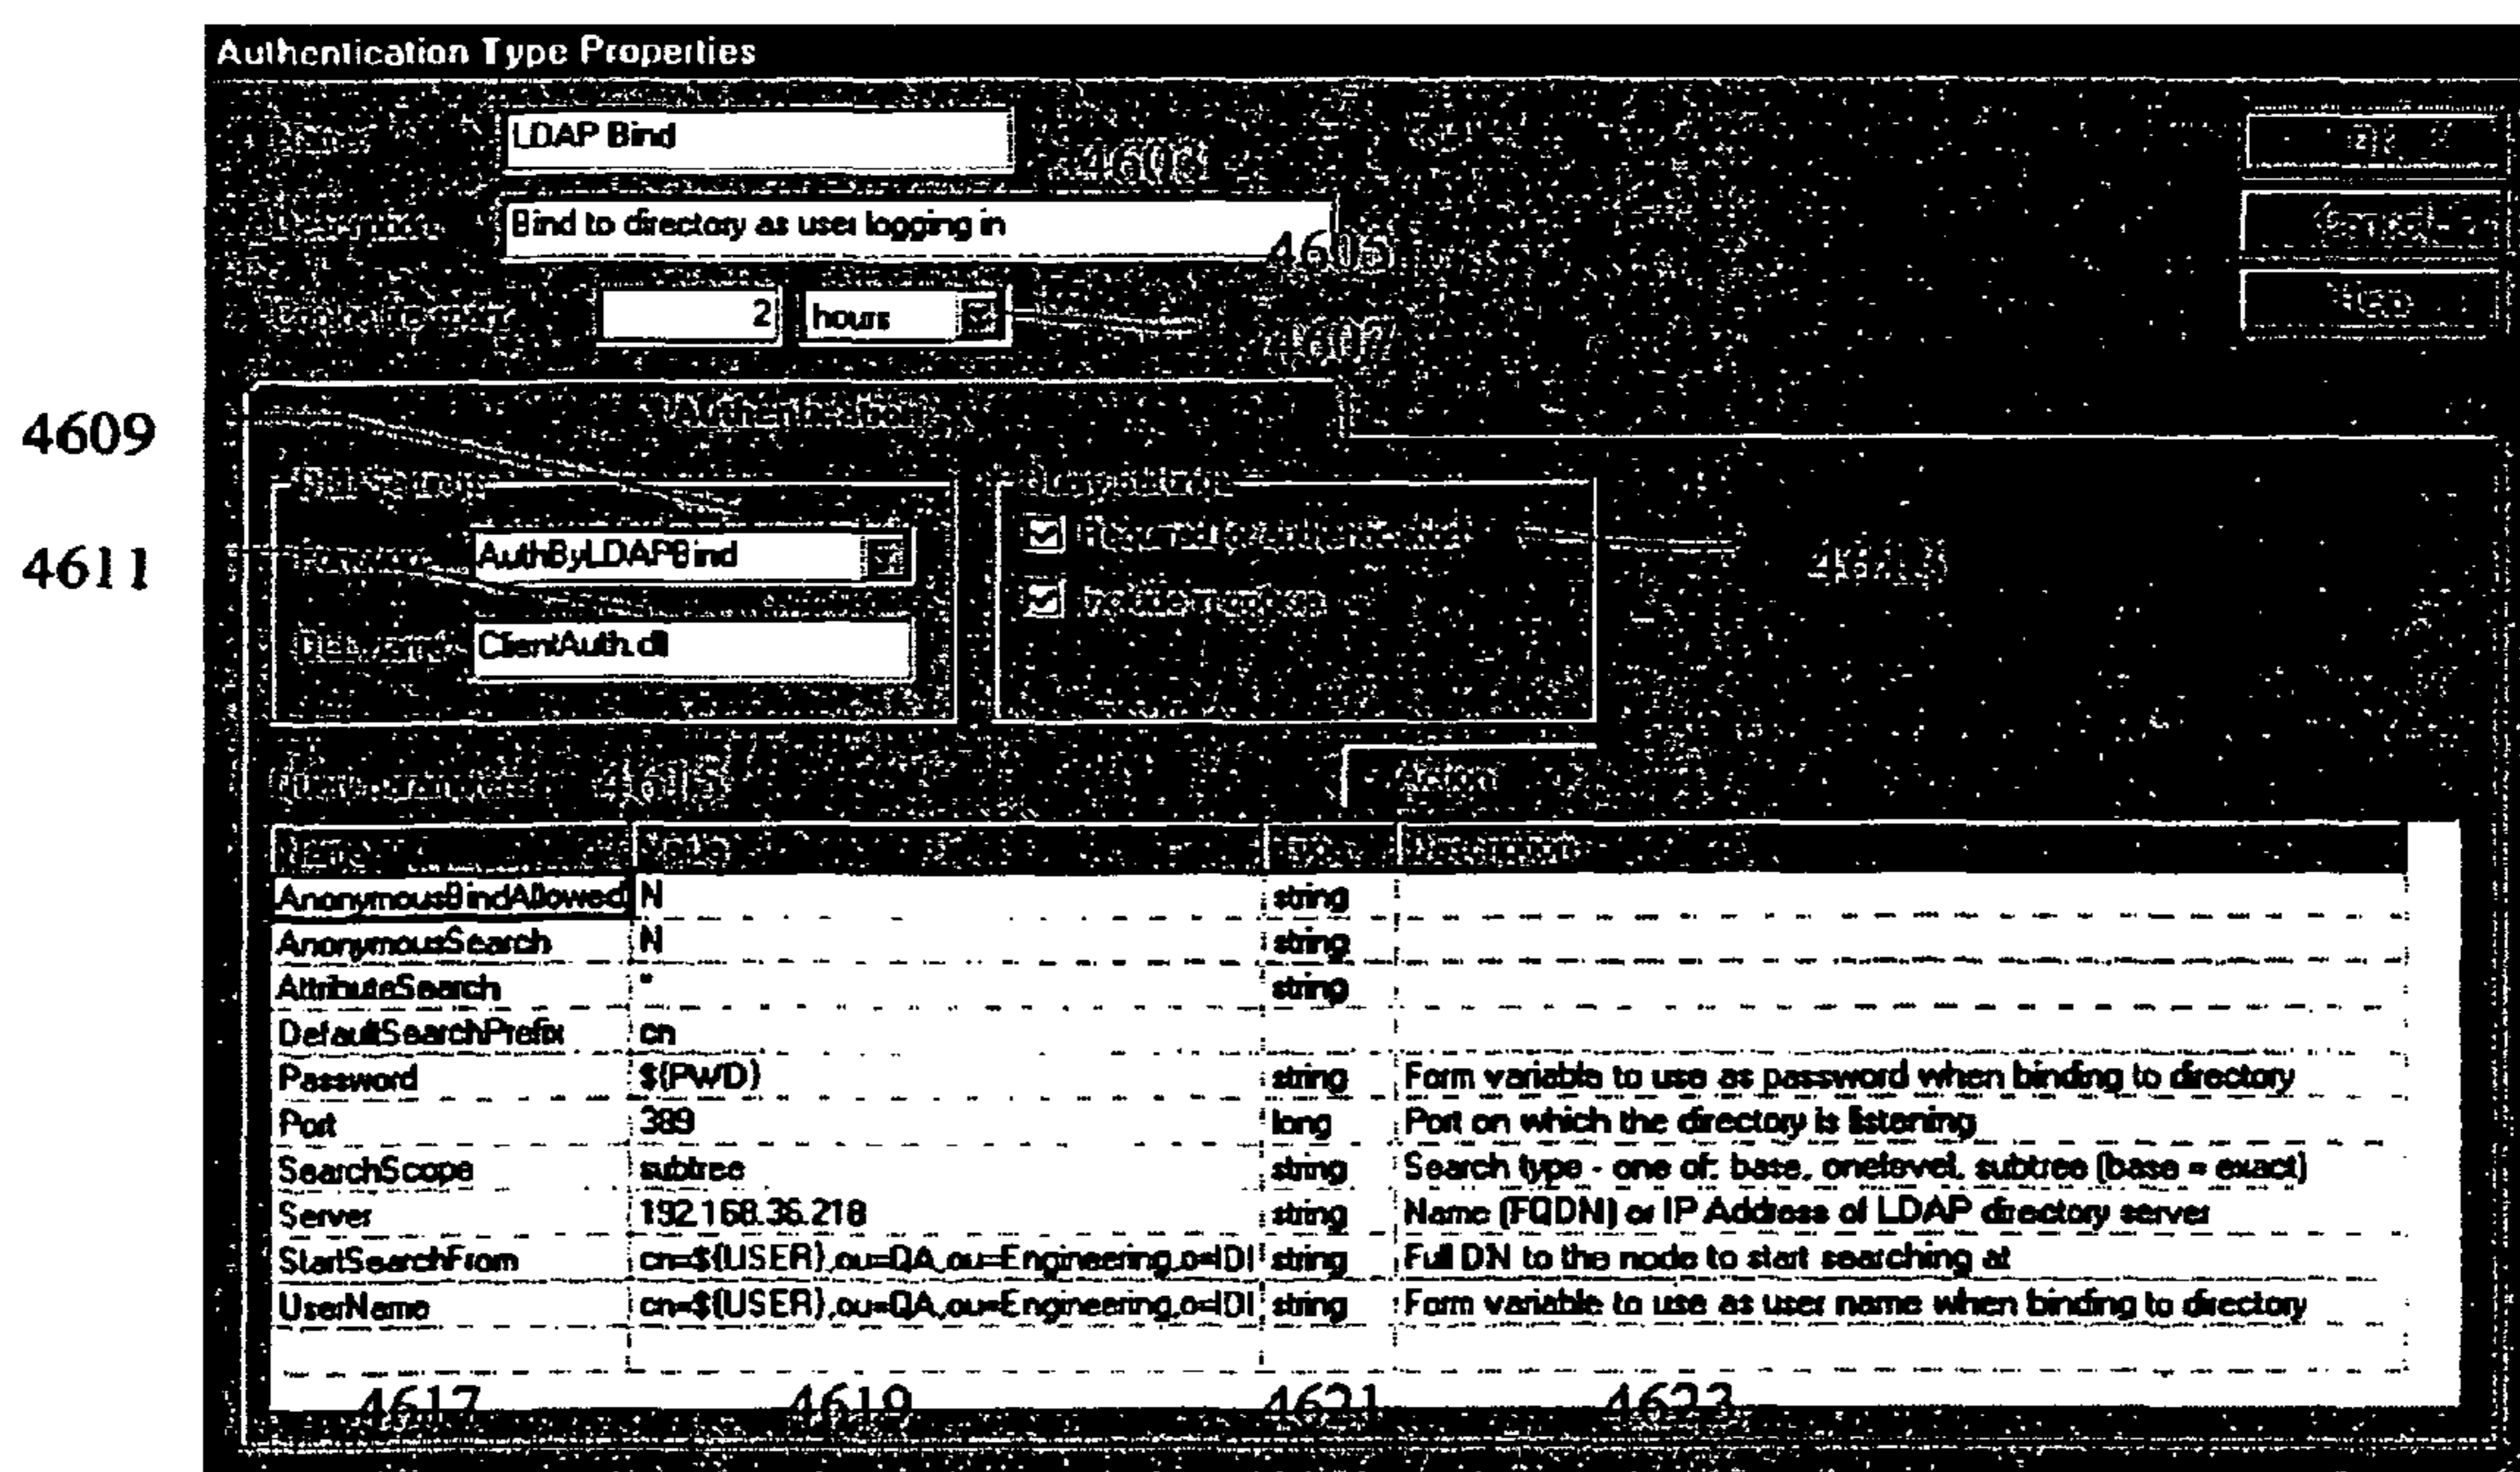 Authentication Type Properties
LDAP Bind
4603
Bind to directory as user logging in
4605
2 hours
4607
Authentication
4609
Required for authentication
4611
AuthByLDAPBind
4613
ClientAuth.dll
4615
AnonymousBindAllowed N string
AnonymousSearch N string
AttributeSearch * string
DefaultSearchPrefix cn
Password $(PWD) string Form variable to use as password when binding to directory
Port 389 long Port on which the directory is listening
SearchScope subtree string Search type - one of: base, onelevel, subtree (base = exact)
Server 192.168.36.218 string Name (FQDN) or IP Address of LDAP directory server
StartSearchFrom cn=$(USER),ou=QA,ou=Engineering,o=IDI string Full DN to the node to start searching at
UserName cn=$(USER),ou=QA,ou=Engineering,o=IDI string Form variable to use as user name when binding to directory
4617 4619 4621 4623